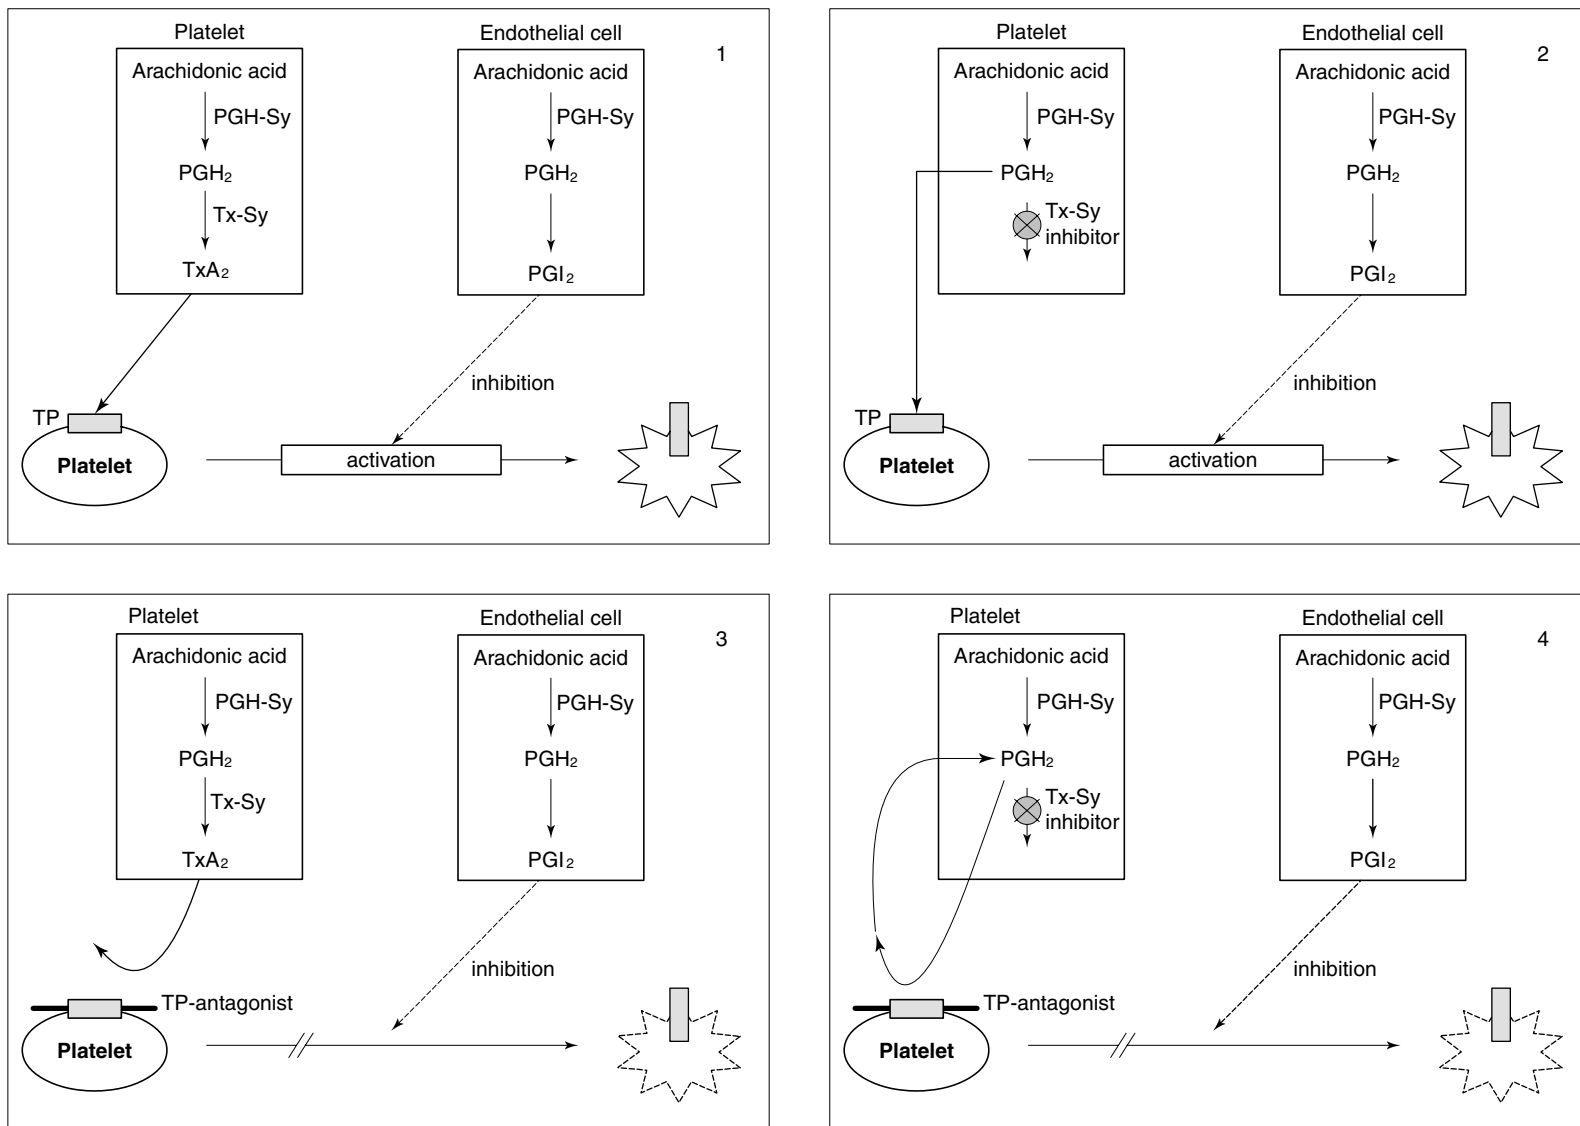 Platelet
Endothelial cell
1
Arachidonic acid
Arachidonic acid
PGH-Sy
PGH-Sy
PGH₂
PGH₂
Tx-Sy
TxA₂
PGI₂
inhibition
TP
Platelet
activation
Platelet
Endothelial cell
2
Arachidonic acid
Arachidonic acid
PGH-Sy
PGH-Sy
PGH₂
PGH₂
Tx-Sy
inhibitor
PGI₂
inhibition
TP
Platelet
activation
Platelet
Endothelial cell
3
Arachidonic acid
Arachidonic acid
PGH-Sy
PGH-Sy
PGH₂
PGH₂
Tx-Sy
TxA₂
PGI₂
inhibition
TP-antagonist
Platelet
Platelet
Endothelial cell
4
Arachidonic acid
Arachidonic acid
PGH-Sy
PGH-Sy
PGH₂
PGH₂
Tx-Sy
inhibitor
PGI₂
inhibition
TP-antagonist
Platelet